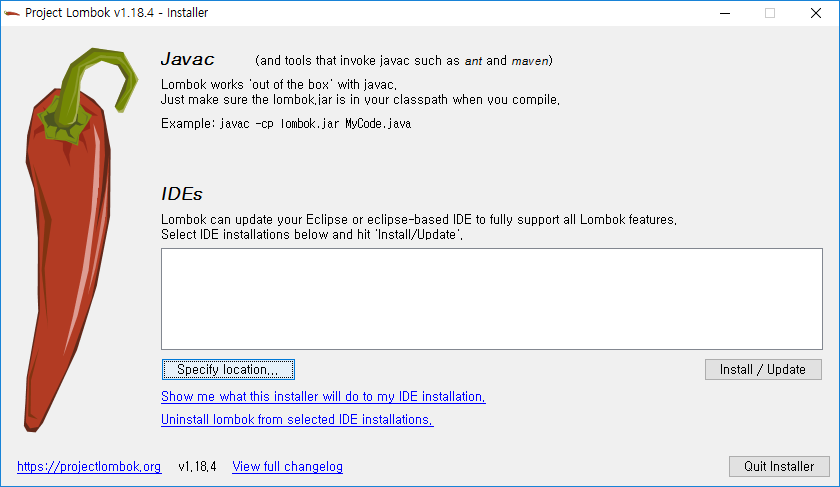 Project Lombok v1.18.4 - Installer
Javac (and tools that invoke javac such as ant and maven)
Lombok works 'out of the box' with javac.
Just make sure the lombok.jar is in your classpath when you compile.
Example: javac -cp lombok.jar MyCode.java
IDEs
Lombok can update your Eclipse or eclipse-based IDE to fully support all Lombok features.
Select IDE installations below and hit 'Install/Update'.
Specify location... Install / Update
Show me what this installer will do to my IDE installation.
Uninstall lombok from selected IDE installations.
https://projectlombok.org v1.18.4 View full changelog Quit Installer